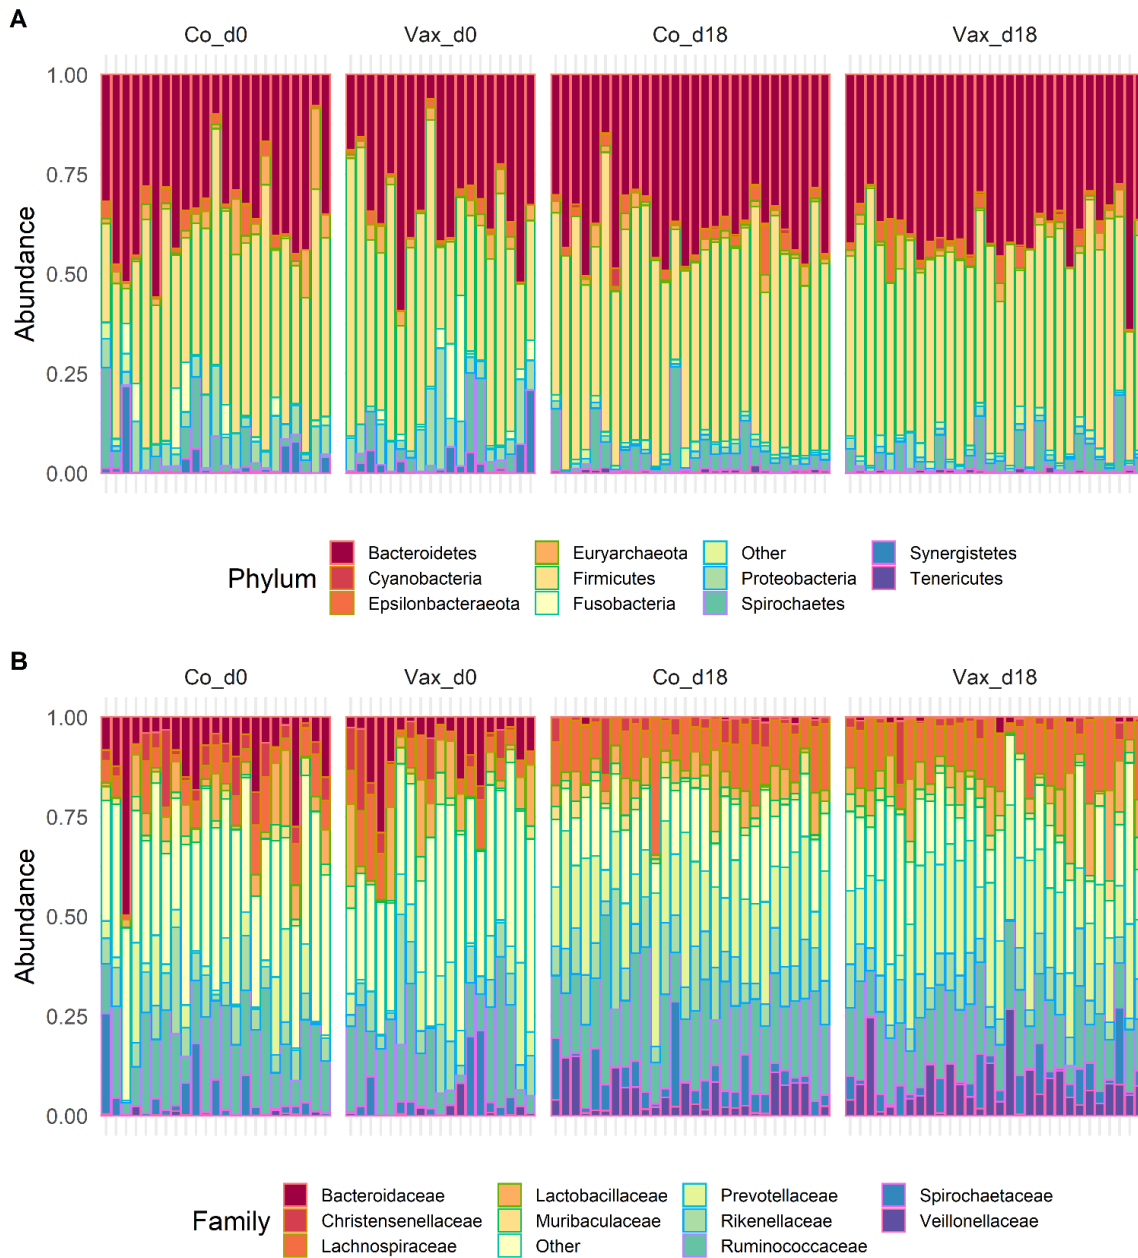 A
Co_d0 Vax_d0 Co_d18 Vax_d18
1.00
0.75
0.50
0.25
0.00
Abundance
Phylum
Bacteroidetes Euryarchaeota Other Synergistetes
Cyanobacteria Firmicutes Proteobacteria Tenericutes
Epsilonbacteraeota Fusobacteria Spirochaetes
B
Co_d0 Vax_d0 Co_d18 Vax_d18
1.00
0.75
0.50
0.25
0.00
Abundance
Family
Bacteroidaceae Lactobacillaceae Prevotellaceae Spirochaetaceae
Christensenellaceae Muribaculaceae Rikenellaceae Veillonellaceae
Lachnospiraceae Other Ruminococcaceae